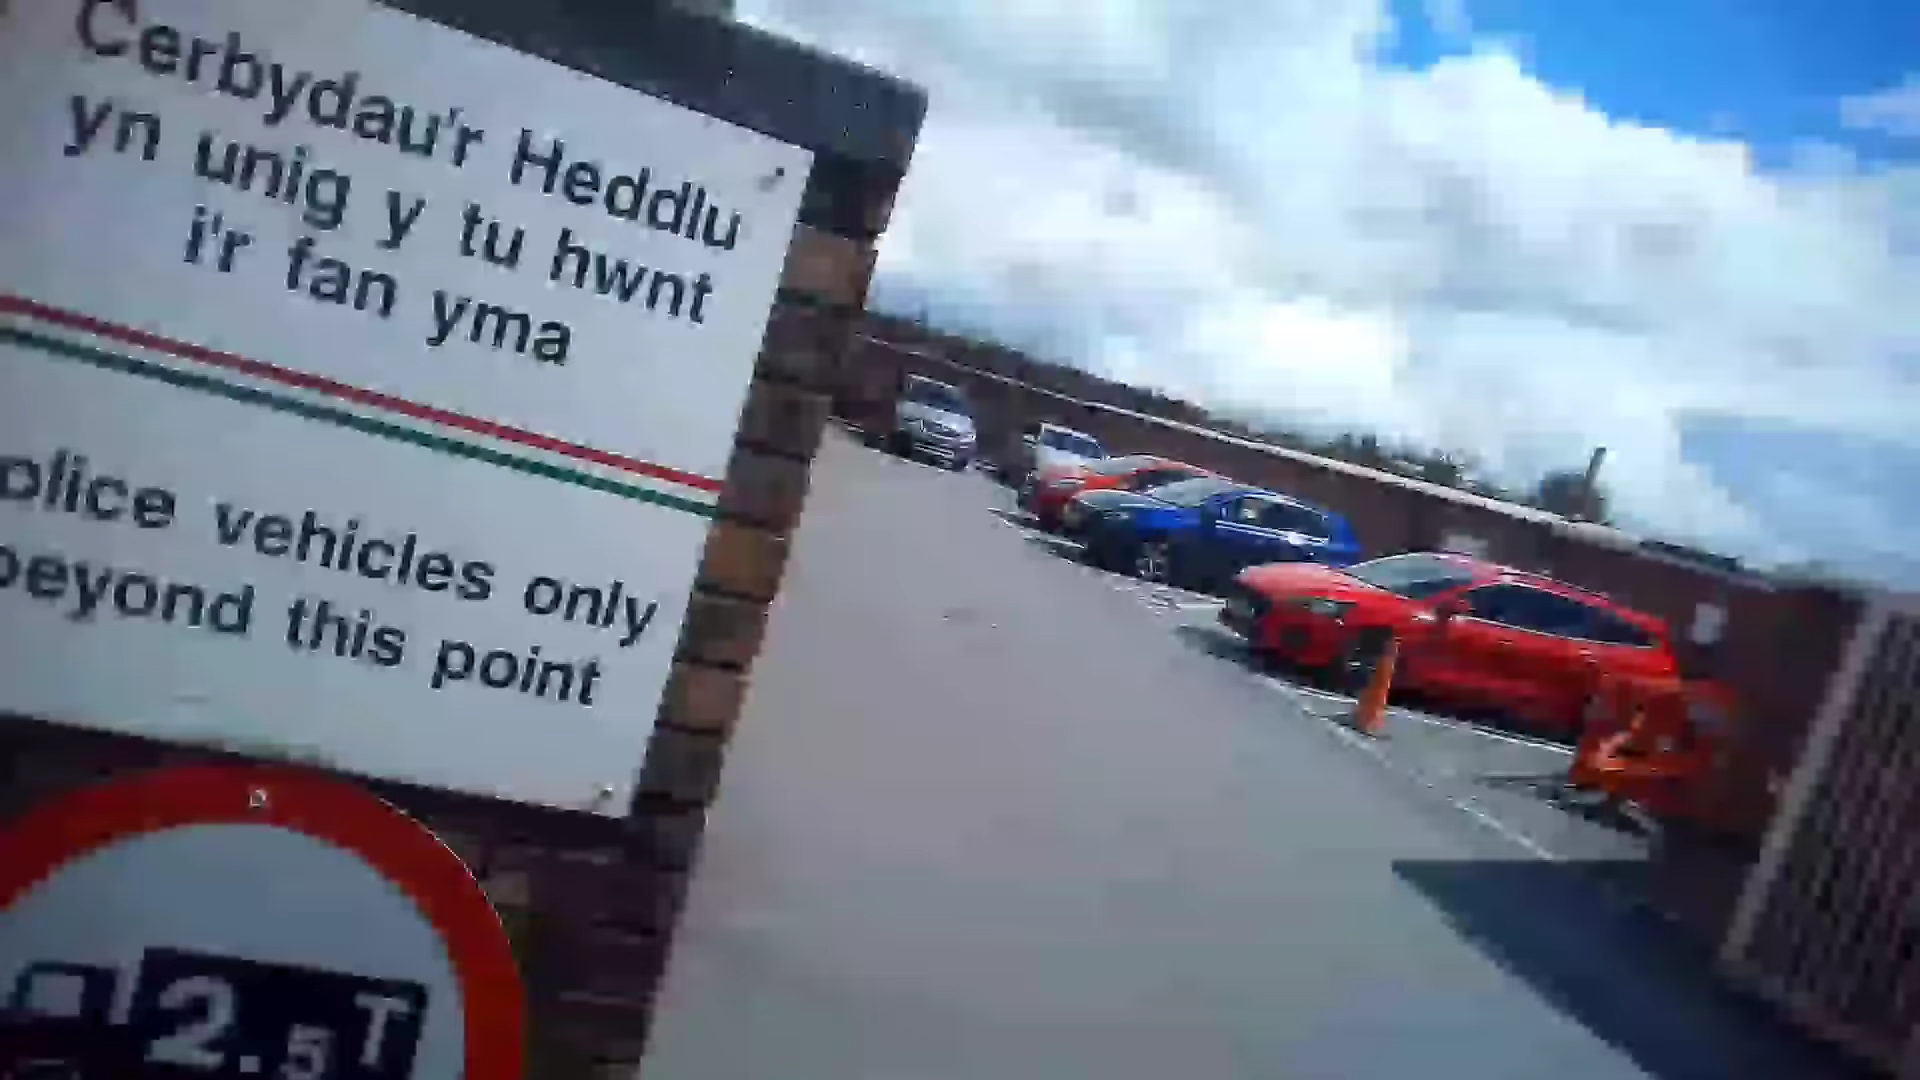 Cerbydau'r Heddlu
yn unig y tu hwnt
i'r fan yma
olice vehicles only
beyond this point
2.5T